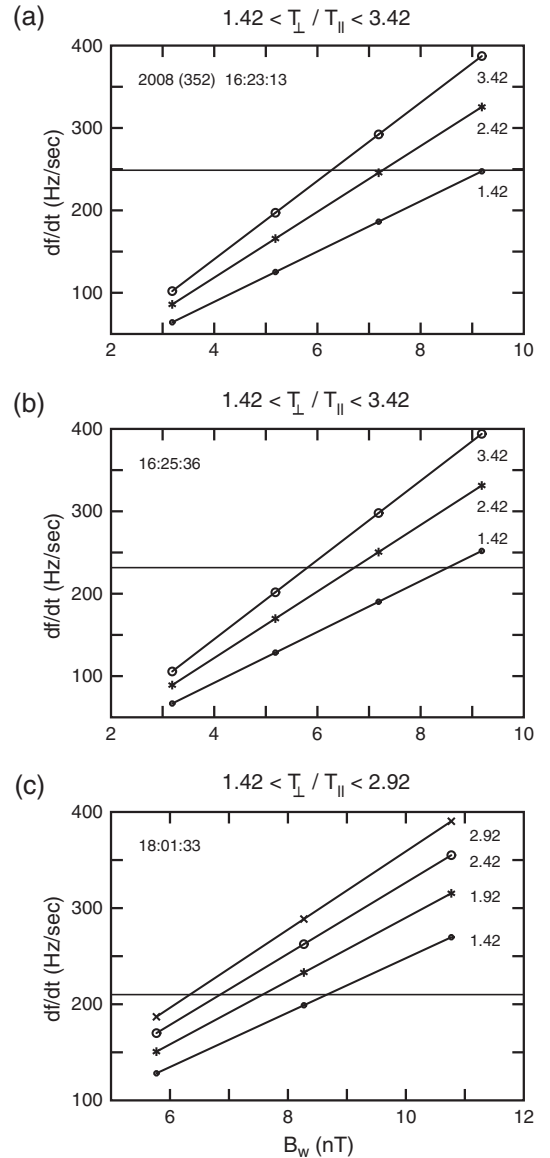 (a)
1.42 < T⊥ / T|| < 3.42
400
2008 (352) 16:23:13
3.42
2.42
300
df/dt (Hz/sec)
200
1.42
100
2 4 6 8 10
(b)
1.42 < T⊥ / T|| < 3.42
400
16:25:36
3.42
300
2.42
df/dt (Hz/sec)
1.42
200
100
2 4 6 8 10
(c)
1.42 < T⊥ / T|| < 2.92
400
18:01:33
2.92
2.42
300
1.92
df/dt (Hz/sec)
1.42
200
100
6 8 10 12
Bw (nT)